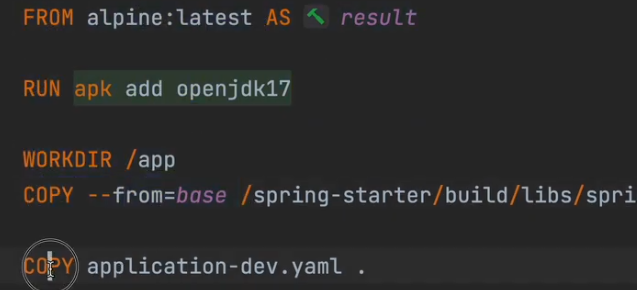 FROM alpine:latest AS result
RUN apk add openjdk17
WORKDIR /app
COPY --from=base /spring-starter/build/libs/spri
COPY application-dev.yaml .